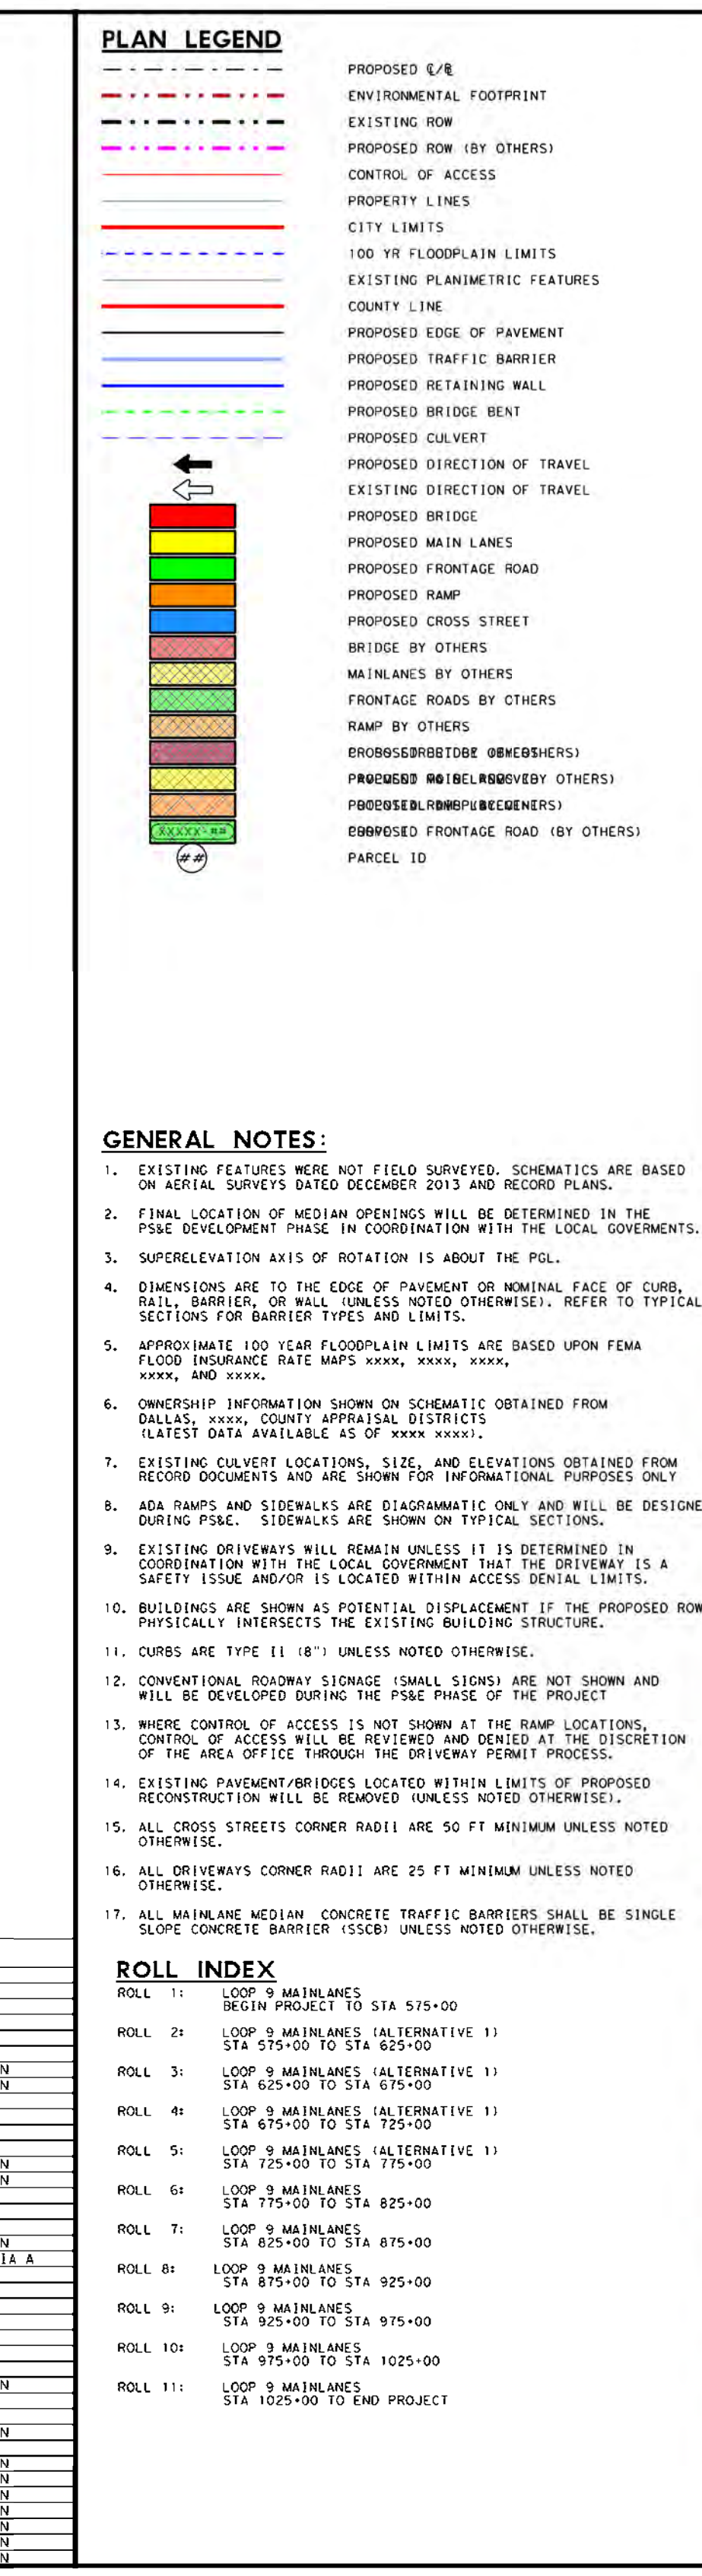 PLAN LEGEND
PROPOSED ℄/
ENVIRONMENTAL FOOTPRINT
EXISTING ROW
PROPOSED ROW (BY OTHERS)
CONTROL OF ACCESS
PROPERTY LINES
CITY LIMITS
100 YR FLOODPLAIN LIMITS
EXISTING PLANIMETRIC FEATURES
COUNTY LINE
PROPOSED EDGE OF PAVEMENT
PROPOSED TRAFFIC BARRIER
PROPOSED RETAINING WALL
PROPOSED BRIDGE BENT
PROPOSED CULVERT
PROPOSED DIRECTION OF TRAVEL
EXISTING DIRECTION OF TRAVEL
PROPOSED BRIDGE
PROPOSED MAIN LANES
PROPOSED FRONTAGE ROAD
PROPOSED RAMP
PROPOSED CROSS STREET
BRIDGE BY OTHERS
MAINLANES BY OTHERS
FRONTAGE ROADS BY OTHERS
RAMP BY OTHERS
OTHERS)
XXXXX-## FRONTAGE ROAD (BY OTHERS)
## PARCEL ID
GENERAL NOTES:
1. EXISTING FEATURES WERE NOT FIELD SURVEYED. SCHEMATICS ARE BASED
ON AERIAL SURVEYS DATED DECEMBER 2013 AND RECORD PLANS.
2. FINAL LOCATION OF MEDIAN OPENINGS WILL BE DETERMINED IN THE
PS&E DEVELOPMENT PHASE IN COORDINATION WITH THE LOCAL GOVERMENTS.
3. SUPERELEVATION AXIS OF ROTATION IS ABOUT THE PGL.
4. DIMENSIONS ARE TO THE EDGE OF PAVEMENT OR NOMINAL FACE OF CURB,
RAIL, BARRIER, OR WALL (UNLESS NOTED OTHERWISE). REFER TO TYPICAL
SECTIONS FOR BARRIER TYPES AND LIMITS.
5. APPROXIMATE 100 YEAR FLOODPLAIN LIMITS ARE BASED UPON FEMA
FLOOD INSURANCE RATE MAPS xxxx, xxxx, xxxx,
xxxx, AND xxxx.
6. OWNERSHIP INFORMATION SHOWN ON SCHEMATIC OBTAINED FROM
DALLAS, xxxx, COUNTY APPRAISAL DISTRICTS
(LATEST DATA AVAILABLE AS OF xxxx xxxx).
7. EXISTING CULVERT LOCATIONS, SIZE, AND ELEVATIONS OBTAINED FROM
RECORD DOCUMENTS AND ARE SHOWN FOR INFORMATIONAL PURPOSES ONLY
8. ADA RAMPS AND SIDEWALKS ARE DIAGRAMMATIC ONLY AND WILL BE DESIGNE
DURING PS&E. SIDEWALKS ARE SHOWN ON TYPICAL SECTIONS.
9. EXISTING DRIVEWAYS WILL REMAIN UNLESS IT IS DETERMINED IN
COORDINATION WITH THE LOCAL GOVERNMENT THAT THE DRIVEWAY IS A
SAFETY ISSUE AND/OR IS LOCATED WITHIN ACCESS DENIAL LIMITS.
10. BUILDINGS ARE SHOWN AS POTENTIAL DISPLACEMENT IF THE PROPOSED ROW
PHYSICALLY INTERSECTS THE EXISTING BUILDING STRUCTURE.
11. CURBS ARE TYPE II (8") UNLESS NOTED OTHERWISE.
12. CONVENTIONAL ROADWAY SIGNAGE (SMALL SIGNS) ARE NOT SHOWN AND
WILL BE DEVELOPED DURING THE PS&E PHASE OF THE PROJECT
13. WHERE CONTROL OF ACCESS IS NOT SHOWN AT THE RAMP LOCATIONS,
CONTROL OF ACCESS WILL BE REVIEWED AND DENIED AT THE DISCRETION
OF THE AREA OFFICE THROUGH THE DRIVEWAY PERMIT PROCESS.
14. EXISTING PAVEMENT/BRIDGES LOCATED WITHIN LIMITS OF PROPOSED
RECONSTRUCTION WILL BE REMOVED (UNLESS NOTED OTHERWISE).
15. ALL CROSS STREETS CORNER RADII ARE 50 FT MINIMUM UNLESS NOTED
OTHERWISE.
16. ALL DRIVEWAYS CORNER RADII ARE 25 FT MINIMUM UNLESS NOTED
OTHERWISE.
17. ALL MAINLANE MEDIAN CONCRETE TRAFFIC BARRIERS SHALL BE SINGLE
SLOPE CONCRETE BARRIER (SSCB) UNLESS NOTED OTHERWISE.
ROLL INDEX
ROLL 1: LOOP 9 MAINLANES
BEGIN PROJECT TO STA 575+00
ROLL 2: LOOP 9 MAINLANES (ALTERNATIVE 1)
STA 575+00 TO STA 625+00
ROLL 3: LOOP 9 MAINLANES (ALTERNATIVE 1)
STA 625+00 TO STA 675+00
ROLL 4: LOOP 9 MAINLANES (ALTERNATIVE 1)
STA 675+00 TO STA 725+00
ROLL 5: LOOP 9 MAINLANES (ALTERNATIVE 1)
STA 725+00 TO STA 775+00
ROLL 6: LOOP 9 MAINLANES
STA 775+00 TO STA 825+00
ROLL 7: LOOP 9 MAINLANES
STA 825+00 TO STA 875+00
ROLL 8: LOOP 9 MAINLANES
STA 875+00 TO STA 925+00
ROLL 9: LOOP 9 MAINLANES
STA 925+00 TO STA 975+00
ROLL 10: LOOP 9 MAINLANES
STA 975+00 TO STA 1025+00
ROLL 11: LOOP 9 MAINLANES
STA 1025+00 TO END PROJECT
N
N
N
N
N
IA A
N
N
N
N
N
N
N
N
N